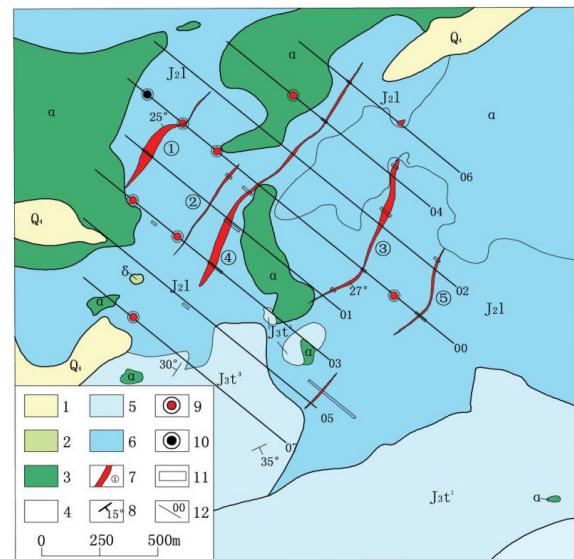 Q₄
J₂l
α
α
J₂l
α
25°
①
06
Q₄
②
04
③
④
δ
α
27°
⑤
02
J₂l
J₂l
α
01
00
J₃t
α
03
Q₄
α
30°
J₃t³
05
07
35°
J₃t¹
α
1 5 9
2 6 10
3 7 ① 11
4 15° 8 00 12
0 250 500m